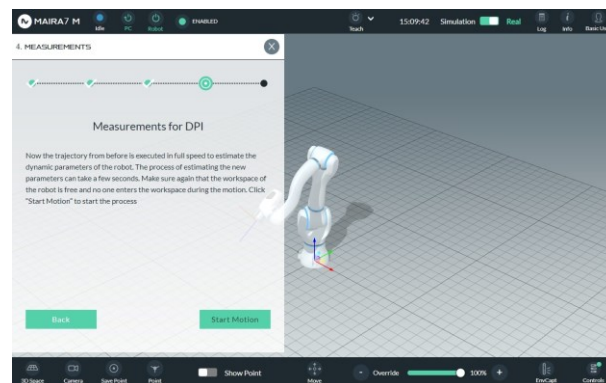 MAIRA7 M Idle PC Robot ENABLED Teach 15:09:42 Simulation Real Log Info Basic Us
4. MEASUREMENTS
Measurements for DPI
Now the trajectory from before is executed in full speed to estimate the
dynamic parameters of the robot. The process of estimating the new
parameters can take a few seconds. Make sure again that the workspace of
the robot is free and no one enters the workspace during the motion. Click
"Start Motion" to start the process
Back Start Motion
3D Space Camera Save Point Point Show Point Move - Override 100% + EnvCapt Controls